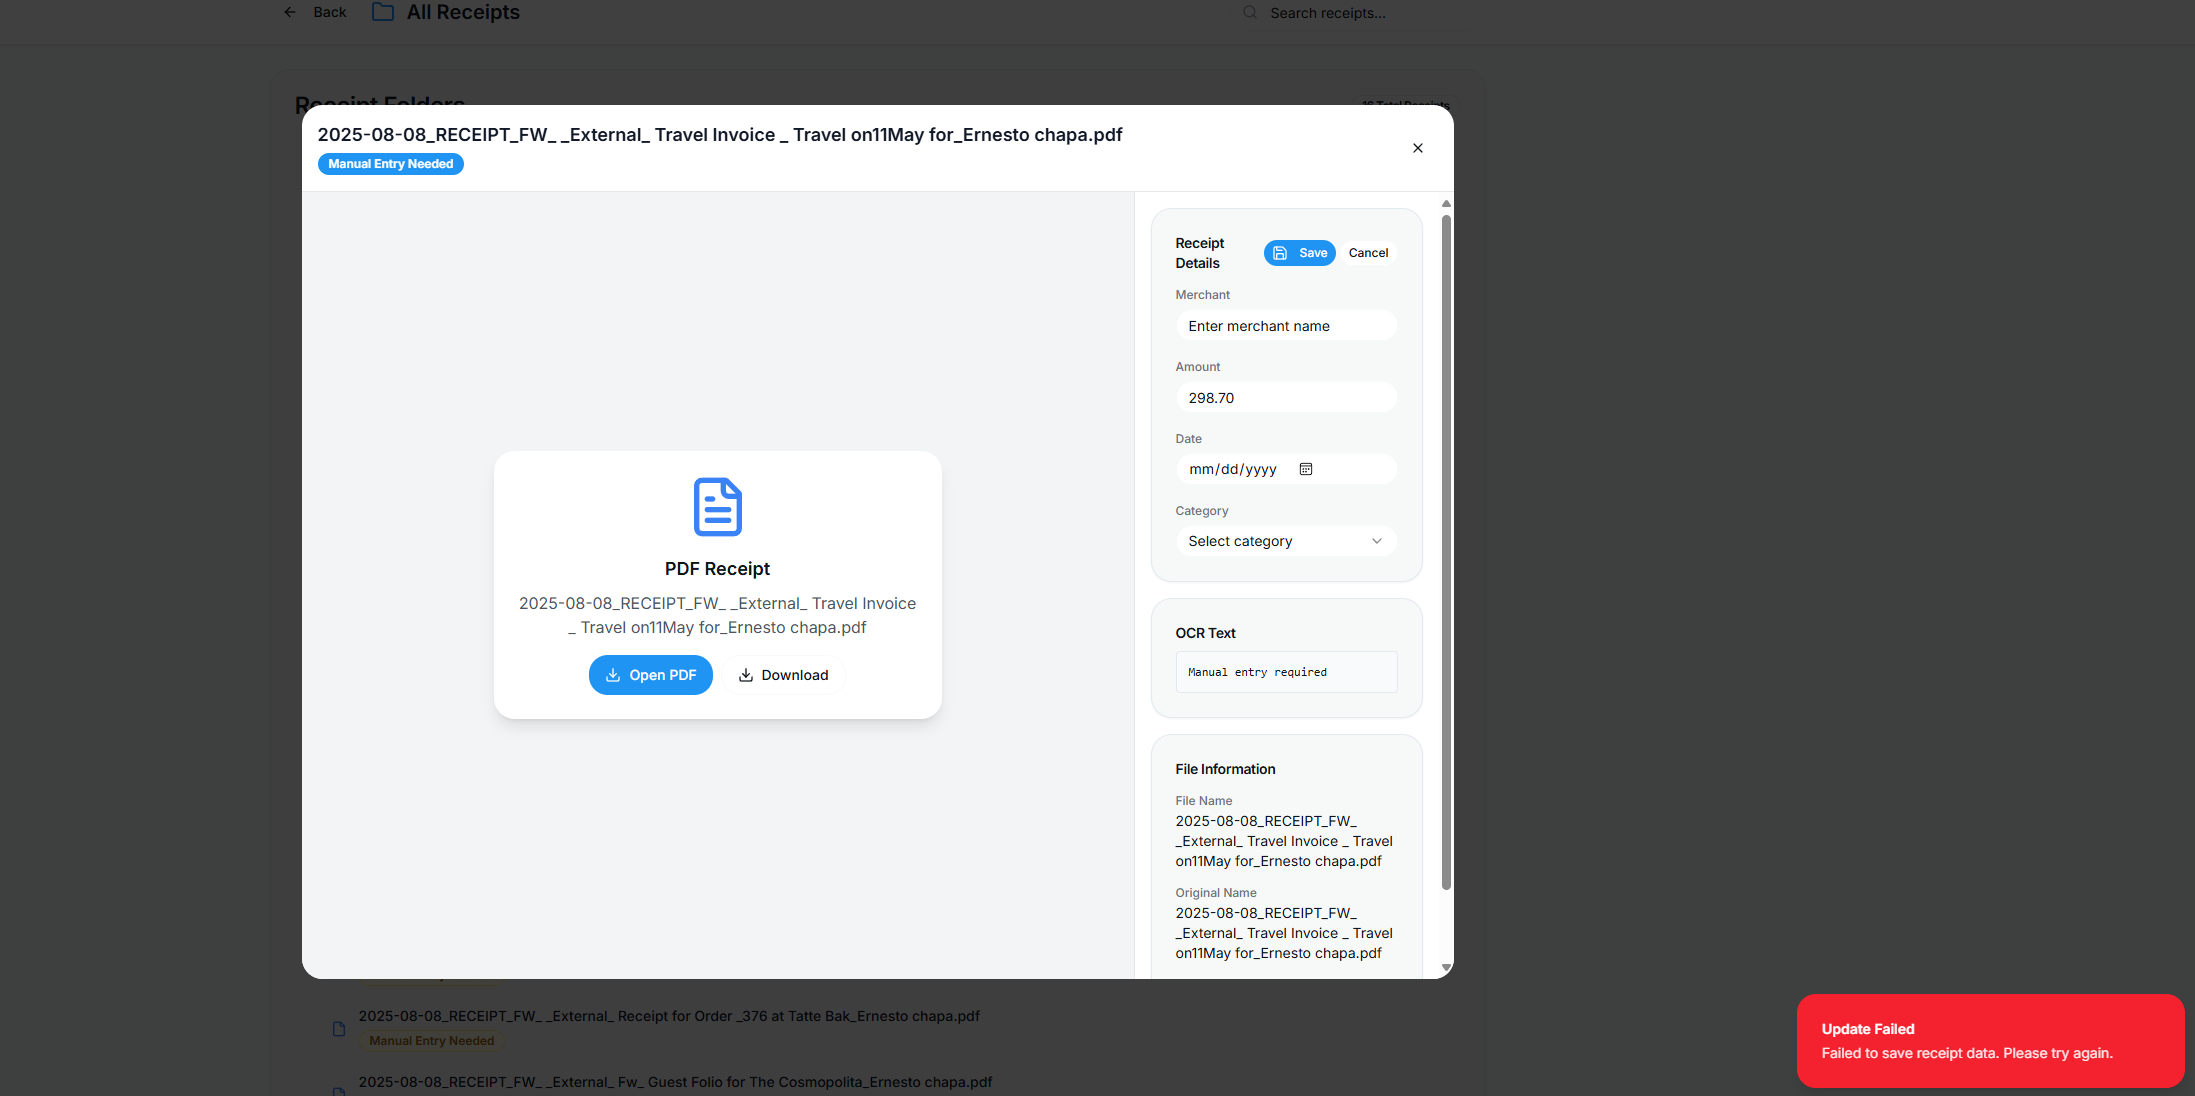 Back
All Receipts
Search receipts...
Receipt Folders
16 Total Receipts
2025-08-08_RECEIPT_FW_ _External_ Travel Invoice _ Travel on11May for_Ernesto chapa.pdf
Manual Entry Needed
PDF Receipt
2025-08-08_RECEIPT_FW_ _External_ Travel Invoice
_ Travel on11May for_Ernesto chapa.pdf
Open PDF
Download
Receipt
Details
Save
Cancel
Merchant
Enter merchant name
Amount
298.70
Date
mm/dd/yyyy
Category
Select category
OCR Text
Manual entry required
File Information
File Name
2025-08-08_RECEIPT_FW_
_External_ Travel Invoice _ Travel
on11May for_Ernesto chapa.pdf
Original Name
2025-08-08_RECEIPT_FW_
_External_ Travel Invoice _ Travel
on11May for_Ernesto chapa.pdf
2025-08-08_RECEIPT_FW_ _External_ Receipt for Order _376 at Tatte Bak_Ernesto chapa.pdf
Manual Entry Needed
2025-08-08_RECEIPT_FW_ _External_ Fw_ Guest Folio for The Cosmopolita_Ernesto chapa.pdf
Update Failed
Failed to save receipt data. Please try again.